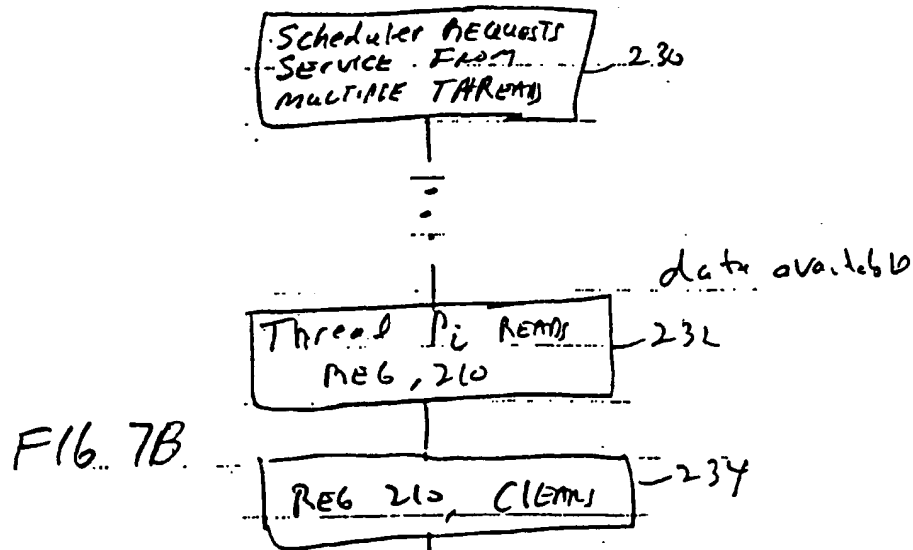 Scheduler REQUESTS
SERVICE FROM
MULTIPLE THREADS
230
data available
Thread Pi READS
REG, 210
232
FIG. 7B
REG 210, CLEARS
234